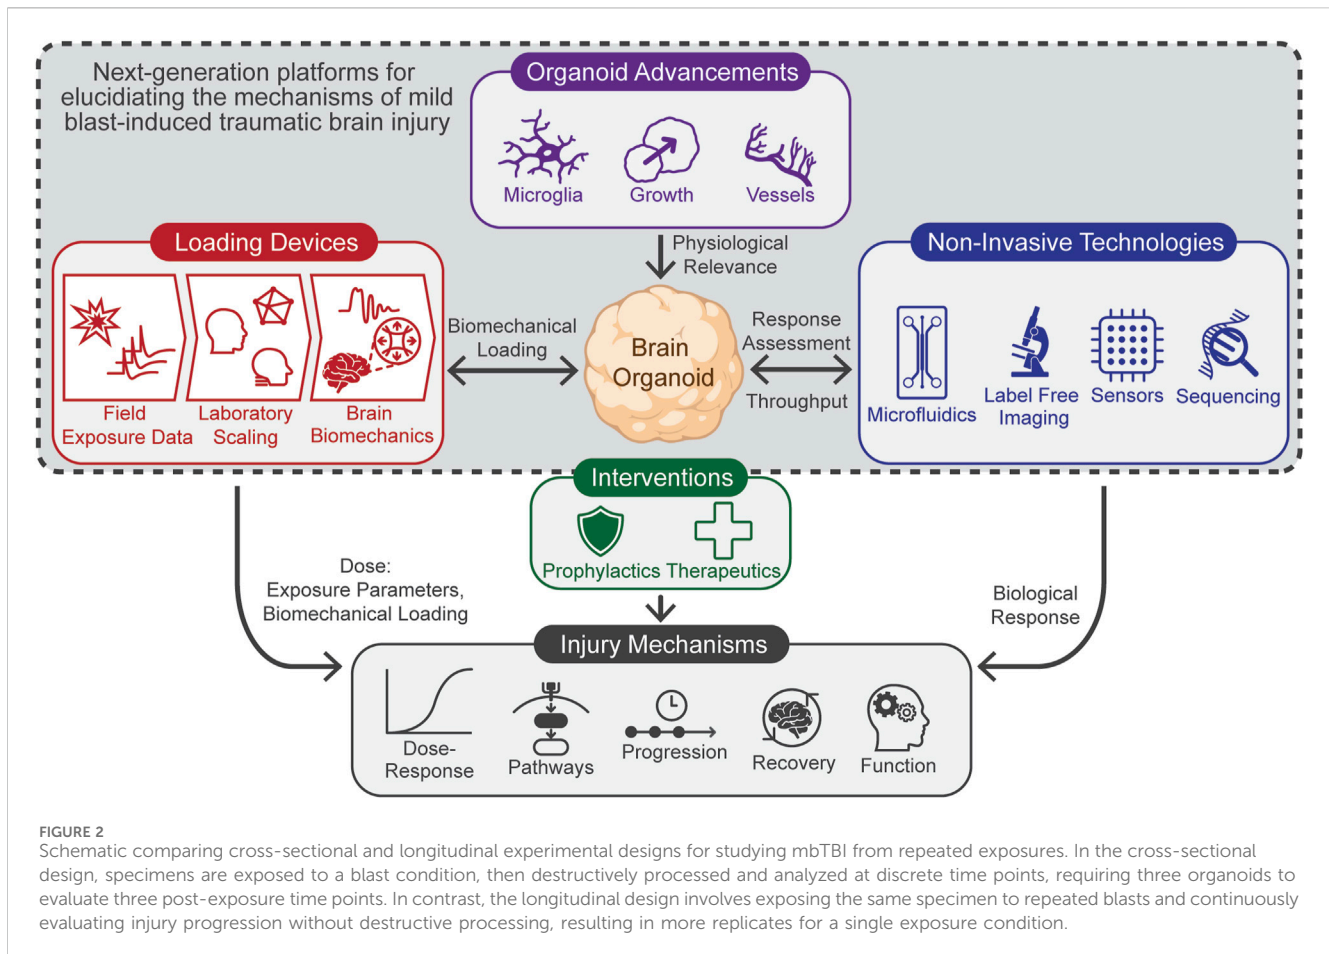 Next-generation platforms for
elucidiating the mechanisms of mild
blast-induced traumatic brain injury
Organoid Advancements
Microglia
Growth
Vessels
Loading Devices
Field
Exposure Data
Laboratory
Scaling
Brain
Biomechanics
Physiological
Relevance
Biomechanical
Loading
Brain
Organoid
Response
Assessment
Throughput
Non-Invasive Technologies
Microfluidics
Label Free
Imaging
Sensors
Sequencing
Interventions
Prophylactics
Therapeutics
Dose:
Exposure Parameters,
Biomechanical Loading
Biological
Response
Injury Mechanisms
Dose-
Response
Pathways
Progression
Recovery
Function
FIGURE 2
Schematic comparing cross-sectional and longitudinal experimental designs for studying mbTBI from repeated exposures. In the cross-sectional
design, specimens are exposed to a blast condition, then destructively processed and analyzed at discrete time points, requiring three organoids to
evaluate three post-exposure time points. In contrast, the longitudinal design involves exposing the same specimen to repeated blasts and continuously
evaluating injury progression without destructive processing, resulting in more replicates for a single exposure condition.